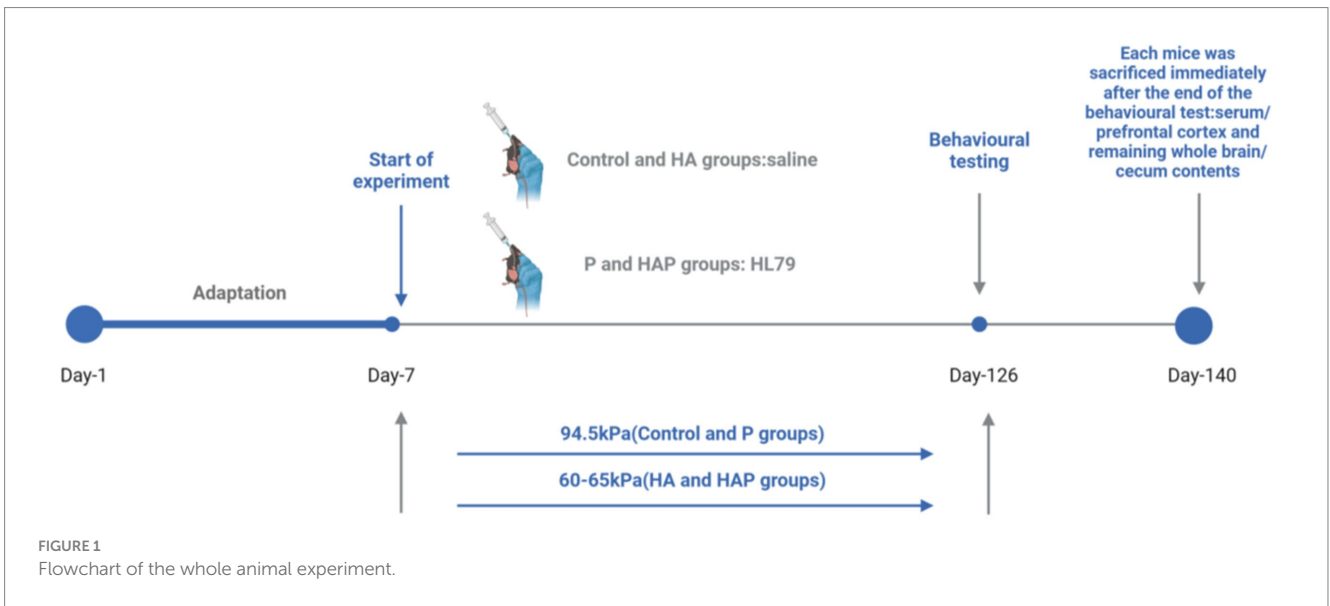 Each mice was
sacrificed immediately
after the end of the
behavioural test:serum/
prefrontal cortex and
remaining whole brain/
cecum contents
Behavioural
testing
Start of
experiment
Control and HA groups:saline
P and HAP groups: HL79
Adaptation
Day-1
Day-7
Day-126
Day-140
94.5kPa(Control and P groups)
60-65kPa(HA and HAP groups)
FIGURE 1
Flowchart of the whole animal experiment.